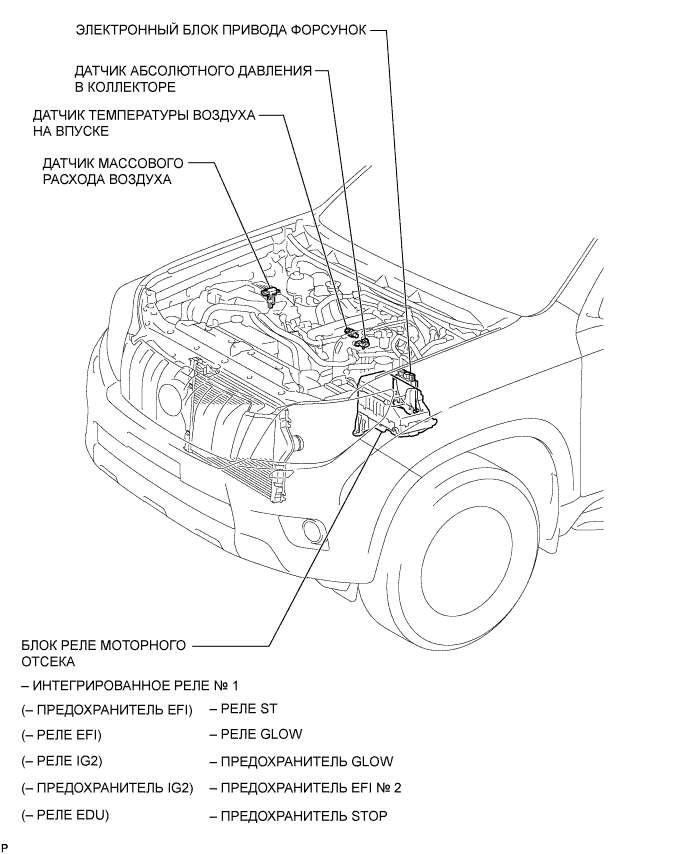 ЭЛЕКТРОННЫЙ БЛОК ПРИВОДА ФОРСУНОК
ДАТЧИК АБСОЛЮТНОГО ДАВЛЕНИЯ
В КОЛЛЕКТОРЕ
ДАТЧИК ТЕМПЕРАТУРЫ ВОЗДУХА
НА ВПУСКЕ
ДАТЧИК МАССОВОГО
РАСХОДА ВОЗДУХА
БЛОК РЕЛЕ МОТОРНОГО
ОТСЕКА
– ИНТЕГРИРОВАННОЕ РЕЛЕ № 1
(– ПРЕДОХРАНИТЕЛЬ EFI) – РЕЛЕ ST
(– РЕЛЕ EFI) – РЕЛЕ GLOW
(– РЕЛЕ IG2) – ПРЕДОХРАНИТЕЛЬ GLOW
(– ПРЕДОХРАНИТЕЛЬ IG2) – ПРЕДОХРАНИТЕЛЬ EFI № 2
(– РЕЛЕ EDU) – ПРЕДОХРАНИТЕЛЬ STOP
P